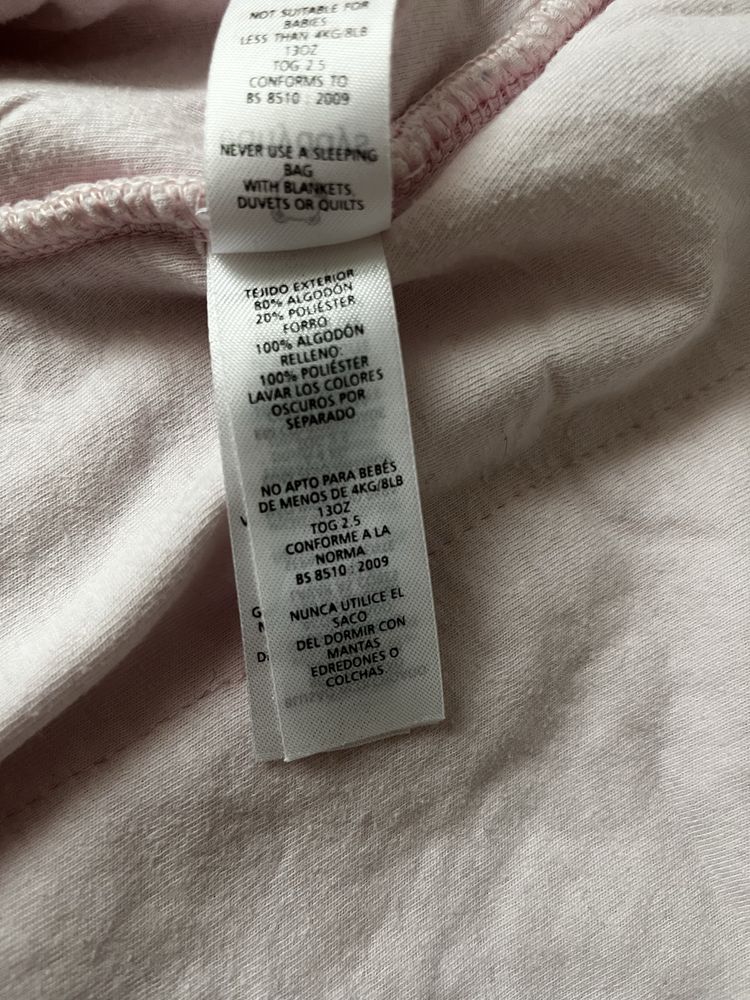 NOT SUITABLE FOR
BABIES
LESS THAN 4KG/8LB
13OZ
TOG 2.5
CONFORMS TO
BS 8510 : 2009
NEVER USE A SLEEPING
BAG
WITH BLANKETS,
DUVETS OR QUILTS
TEJIDO EXTERIOR
80% ALGODÓN
20% POLIÉSTER
FORRO
100% ALGODÓN
RELLENO:
100% POLIÉSTER
LAVAR LOS COLORES
OSCUROS POR
SEPARADO
NO APTO PARA BEBÉS
DE MENOS DE 4KG/8LB
13OZ
TOG 2.5
CONFORME A LA
NORMA
BS 8510 : 2009
NUNCA UTILICE EL
SACO
DEL DORMIR CON
MANTAS
EDREDONES O
COLCHAS.